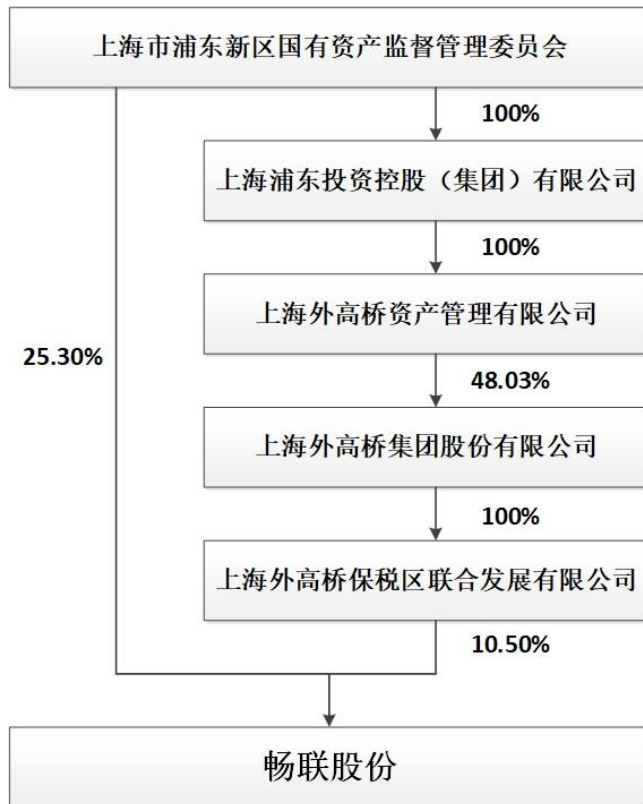 上海市浦东新区国有资产监督管理委员会
100%
上海浦东投资控股（集团）有限公司
100%
上海外高桥资产管理有限公司
25.30%
48.03%
上海外高桥集团股份有限公司
100%
上海外高桥保税区联合发展有限公司
10.50%
畅联股份